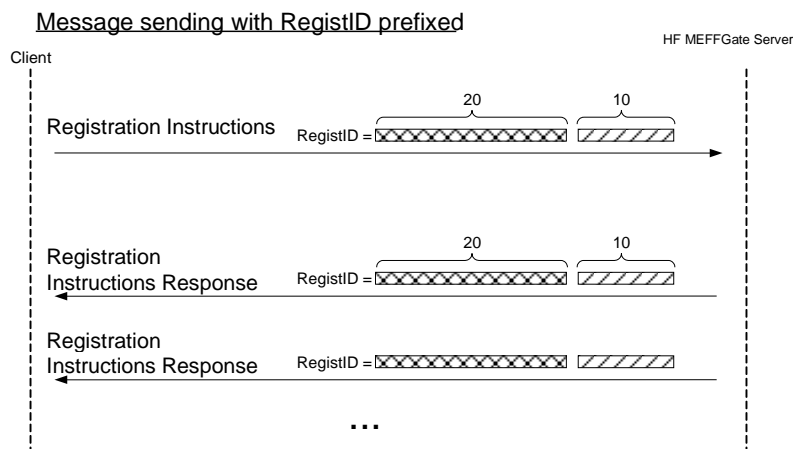 Message sending with RegistID prefixed
Client
HF MEFFGate Server
20 10
Registration Instructions RegistID =
20 10
Registration
Instructions Response RegistID =
Registration
Instructions Response RegistID =
...